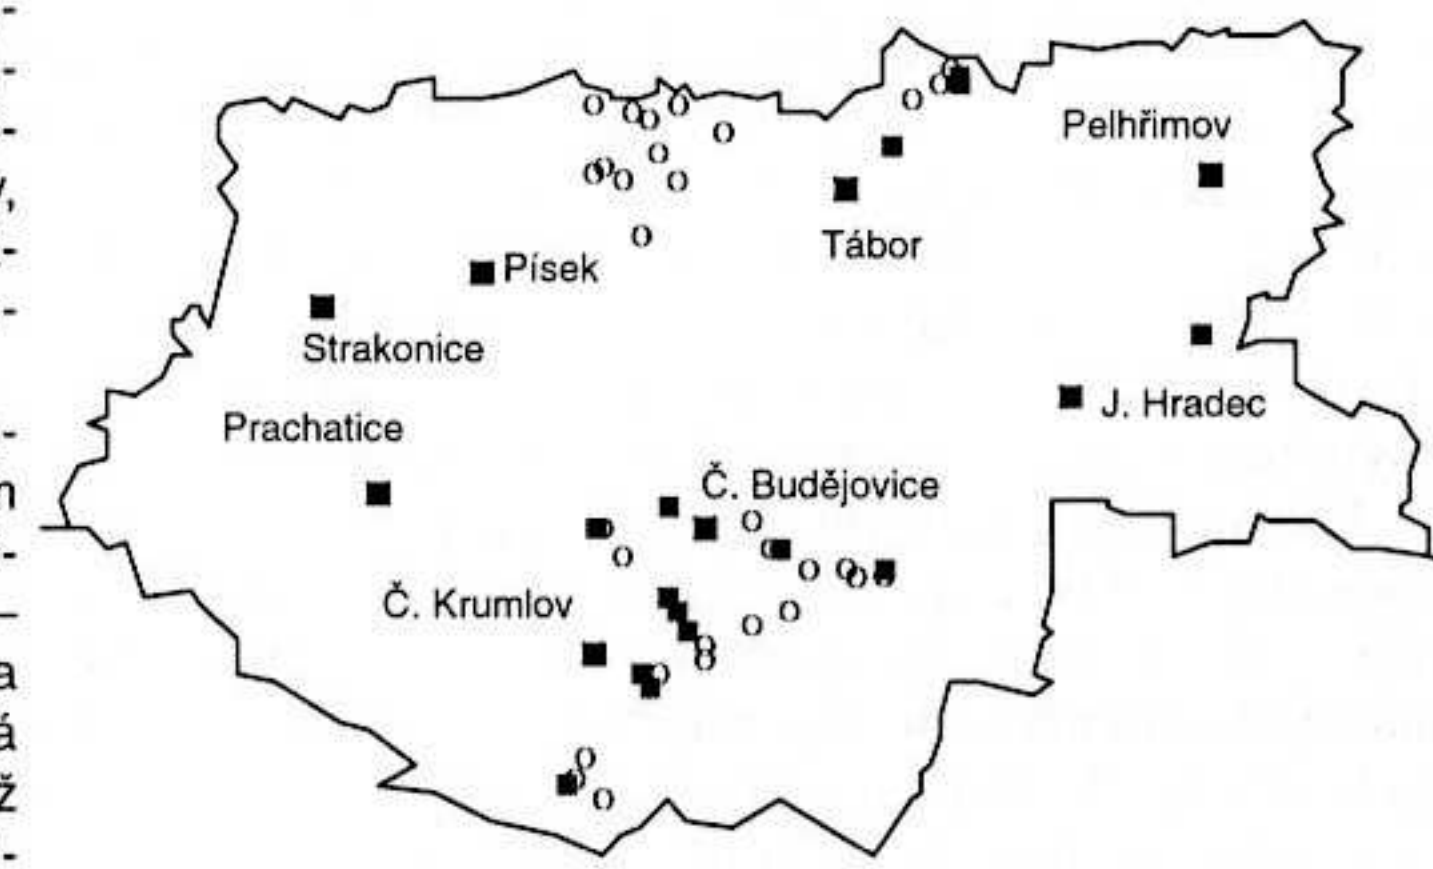 -
-
-
Pelhřimov
,
Tábor
-
Písek
-
Strakonice
J. Hradec
Prachatice
-
Č. Budějovice
n
-
Č. Krumlov
–
a
á
ž
-